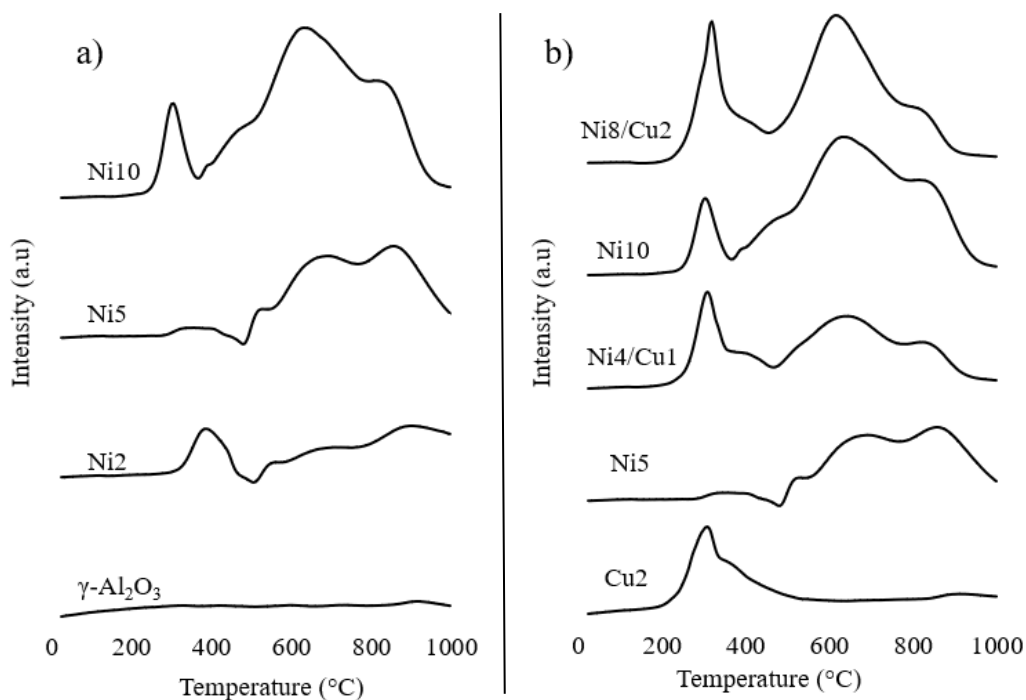 a)
Ni10
Ni5
Ni2
γ-Al₂O₃
Intensity (a.u)
0 200 400 600 800 1000
Temperature (°C)
b)
Ni8/Cu2
Ni10
Ni4/Cu1
Ni5
Cu2
Intensity (a.u)
0 200 400 600 800 1000
Temperature (°C)